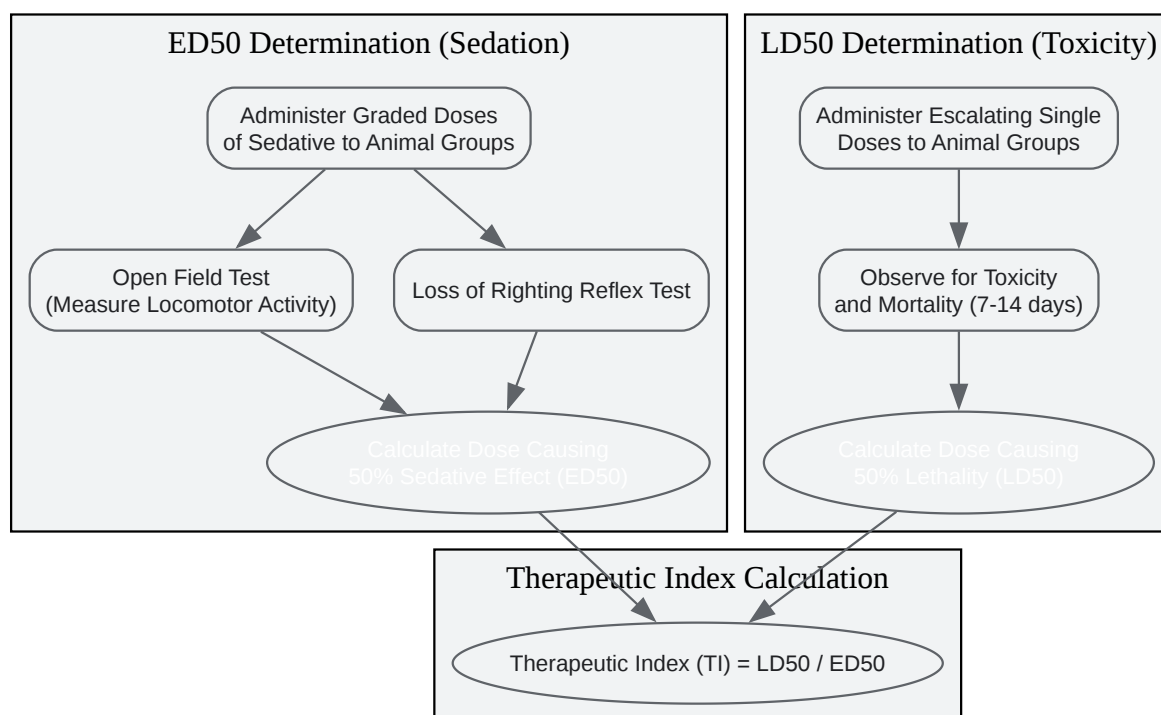 ED50 Determination (Sedation)
Administer Graded Doses
of Sedative to Animal Groups
Open Field Test
(Measure Locomotor Activity)
Loss of Righting Reflex Test
Calculate Dose Causing
50% Sedative Effect (ED50)
LD50 Determination (Toxicity)
Administer Escalating Single
Doses to Animal Groups
Observe for Toxicity
and Mortality (7-14 days)
Calculate Dose Causing
50% Lethality (LD50)
Therapeutic Index Calculation
Therapeutic Index (TI) = LD50 / ED50